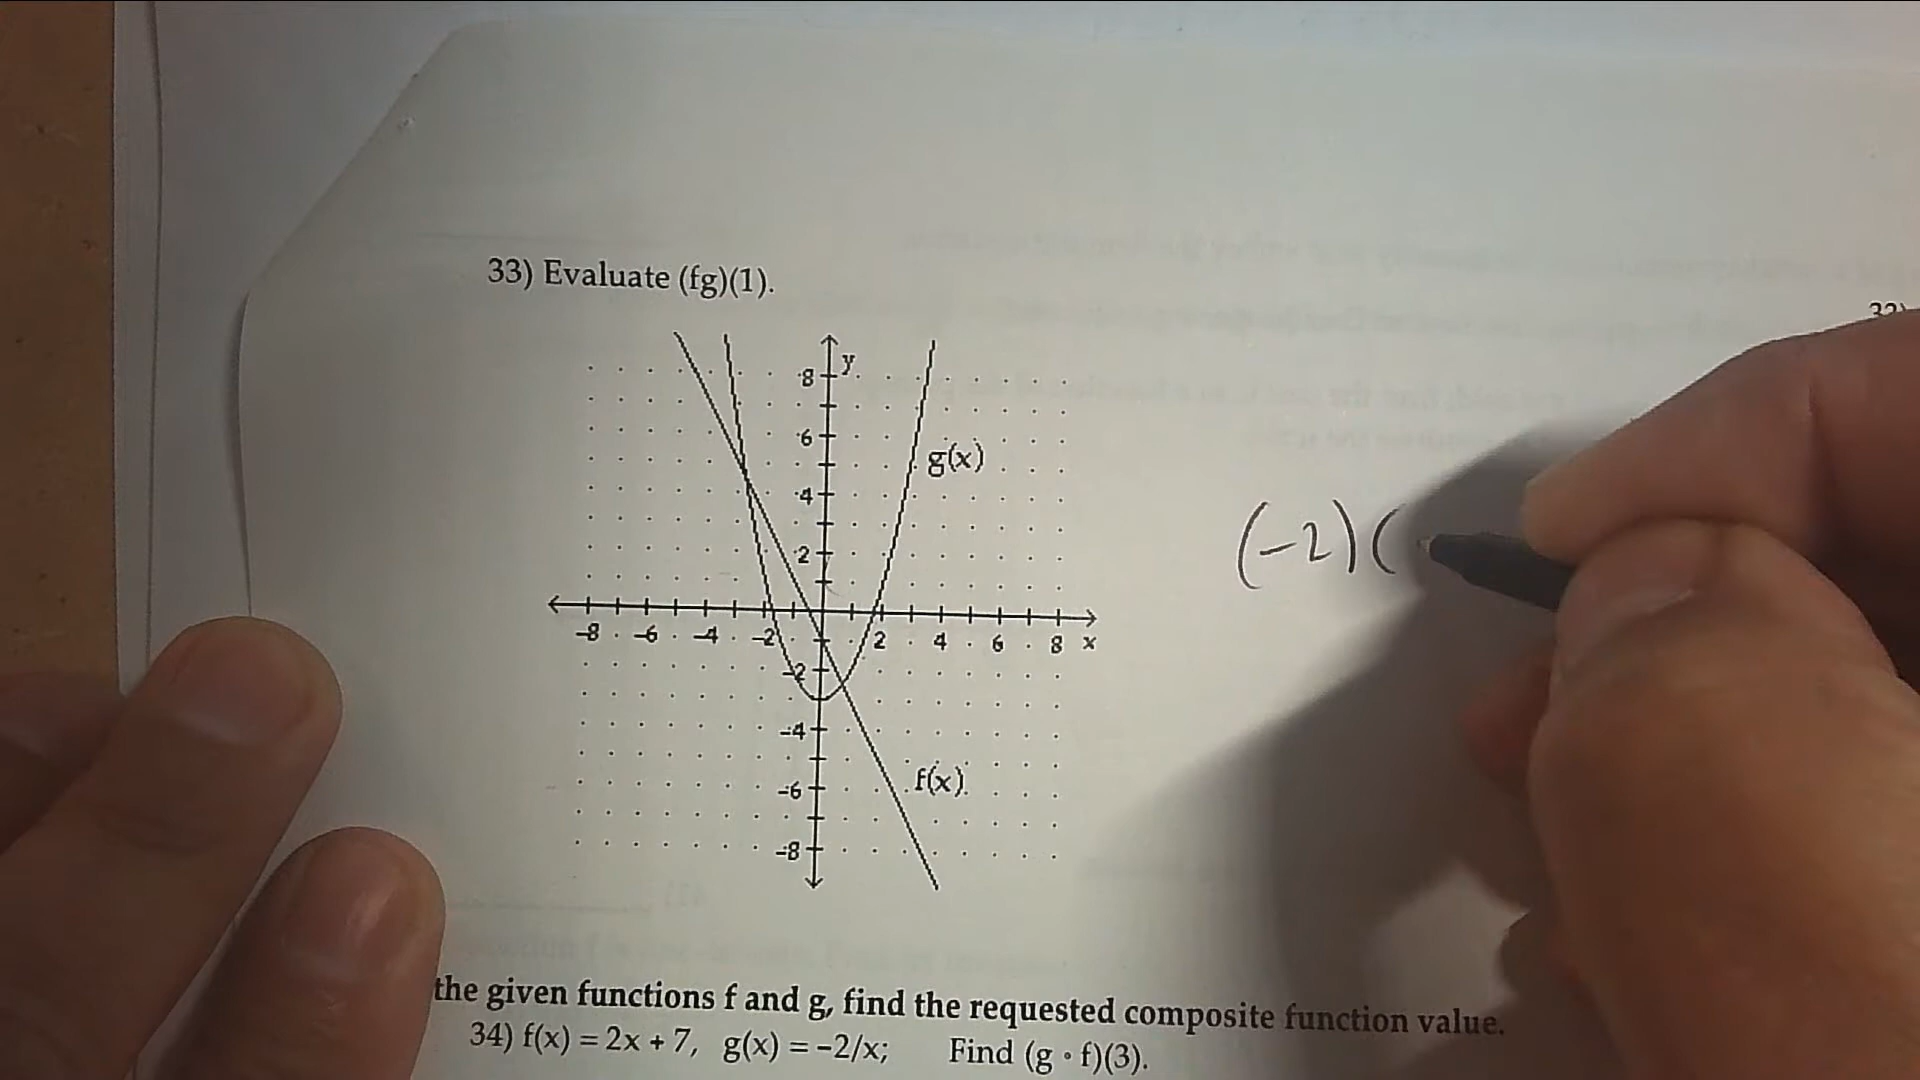 33) Evaluate (fg)(1).
32)
8 y
6
g(x)
4
(-2)(
2
-8 -6 -4 -2 2 4 6 8 x
-2
-4
f(x)
-6
-8
the given functions f and g, find the requested composite function value.
34) f(x) = 2x + 7, g(x) = -2/x; Find (g ∘ f)(3).